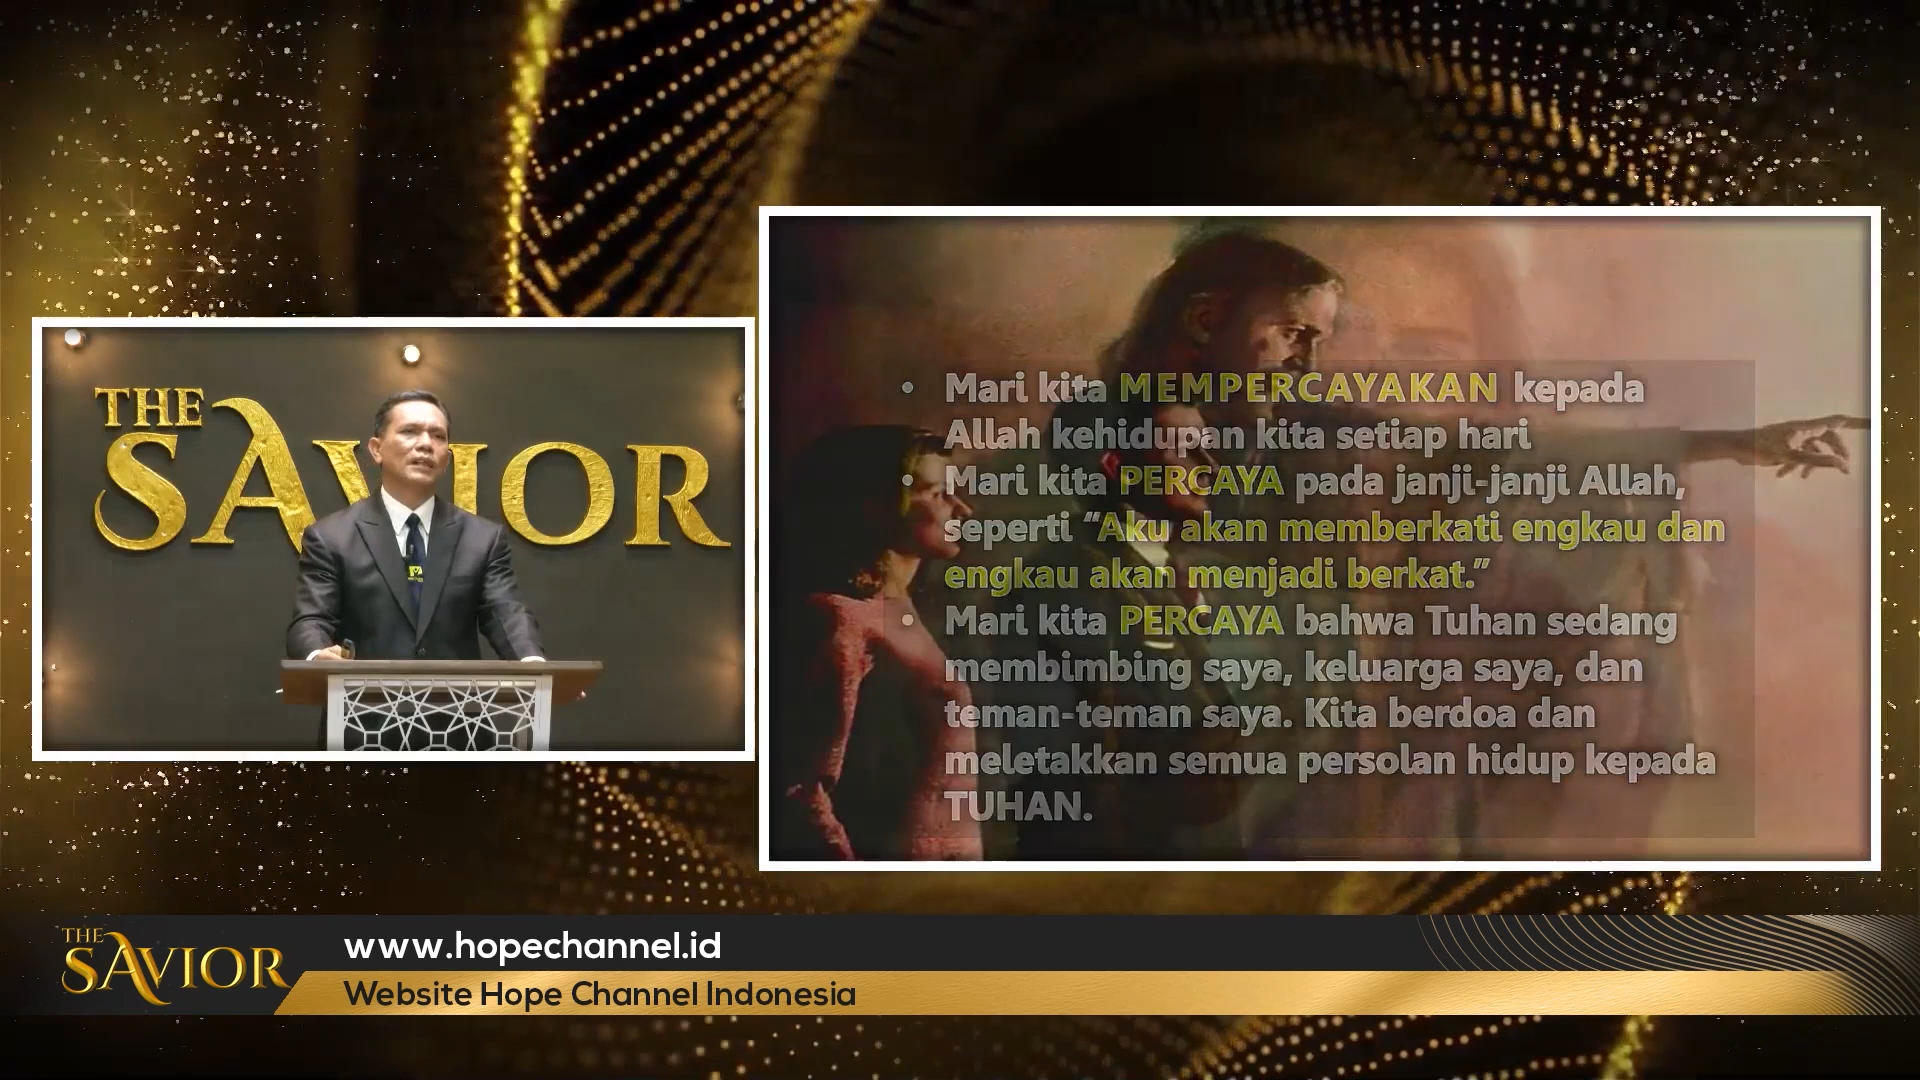 THE
SAVIOR
• Mari kita MEMPERCAYAKAN kepada
Allah kehidupan kita setiap hari
• Mari kita PERCAYA pada janji-janji Allah,
seperti “Aku akan memberkati engkau dan
engkau akan menjadi berkat.”
• Mari kita PERCAYA bahwa Tuhan sedang
membimbing saya, keluarga saya, dan
teman-teman saya. Kita berdoa dan
meletakkan semua persolan hidup kepada
TUHAN.
THE
SAVIOR
www.hopechannel.id
Website Hope Channel Indonesia